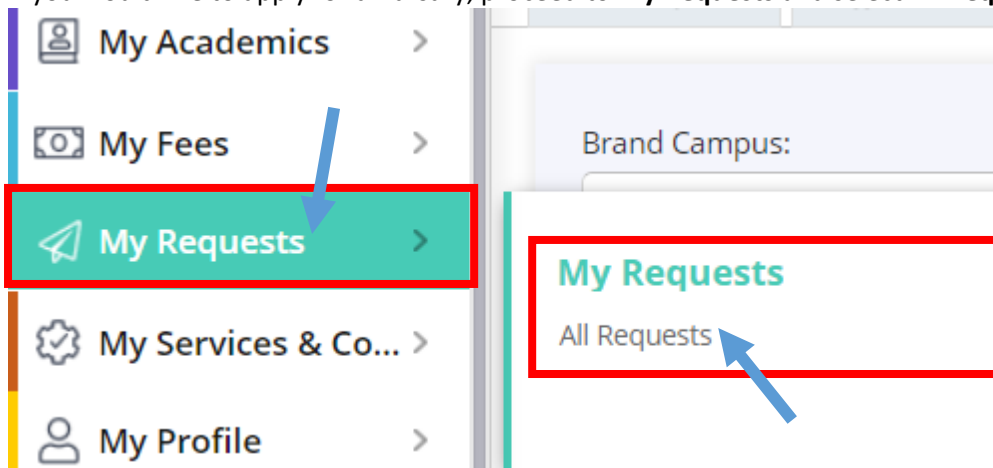 My Academics
My Fees
My Requests
My Services & Co...
My Profile
Brand Campus:
My Requests
All Requests